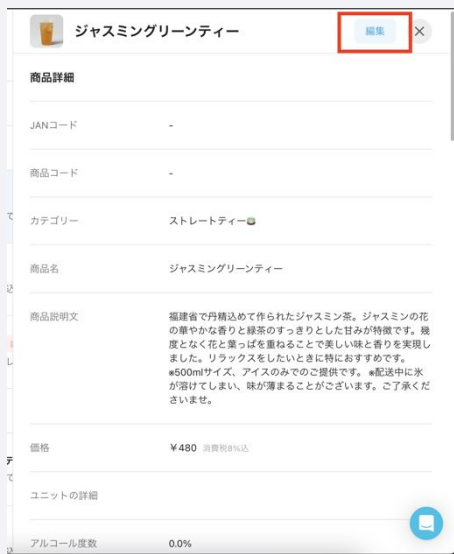 ジャスミングリーンティー
編集
商品詳細
JANコード
-
商品コード
-
カテゴリー
ストレートティー
商品名
ジャスミングリーンティー
商品説明文
福建省で丹精込めて作られたジャスミン茶。ジャスミンの花
の華やかな香りと緑茶のすっきりとした甘みが特徴です。幾
度となく花と葉っぱを重ねることで美しい味と香りを実現し
ました。リラックスをしたいときに特におすすめです。
※500mlサイズ、アイスのみでのご提供です。 ※配送中に氷
が溶けてしまい、味が薄まることがございます。ご了承くだ
さいませ。
価格
¥480 消費税8%込
ユニットの詳細
アルコール度数
0.0%